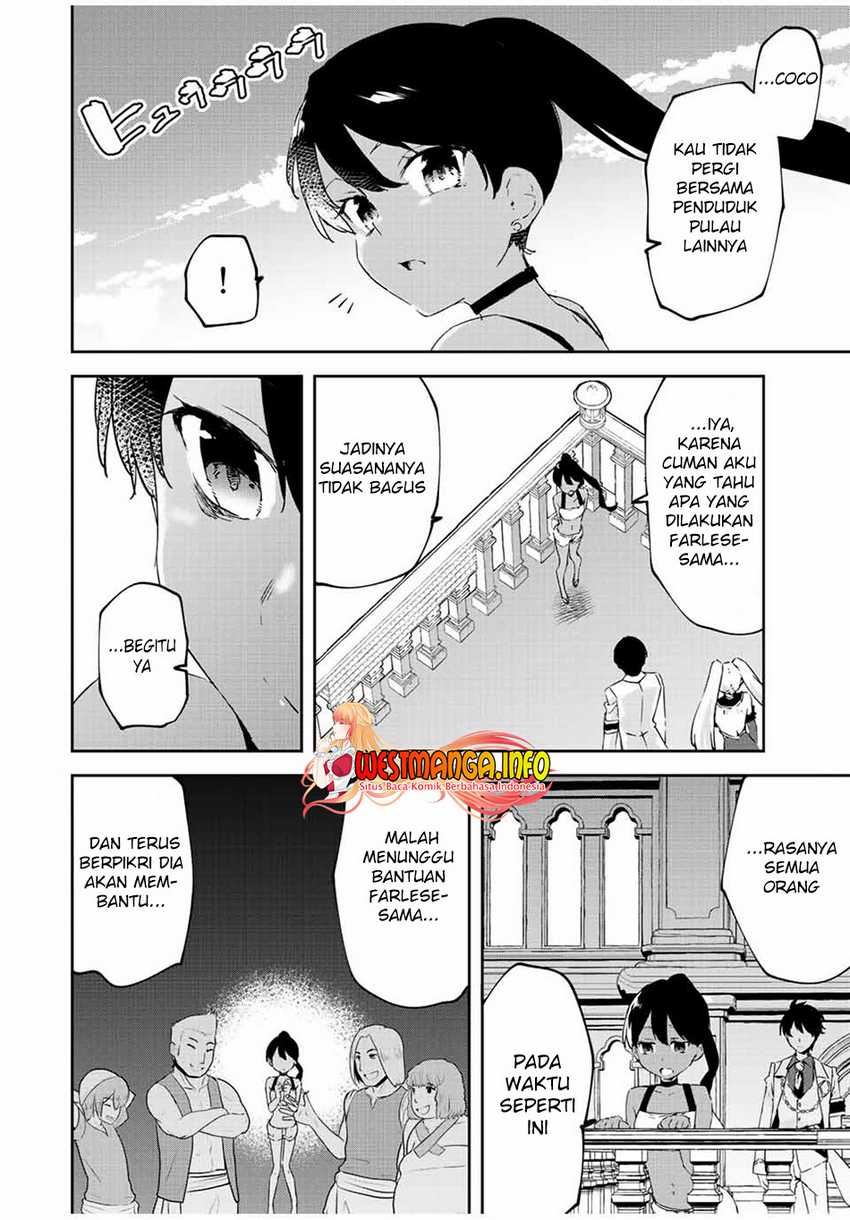 ...COCO
KAU TIDAK
PERGI
BERSAMA
PENDUDUK
PULAU
LAINNYA
ヒュウウウウウ
!
...IYA,
KARENA
CUMAN AKU
YANG TAHU
APA YANG
DILAKUKAN
FARLESE-
SAMA...
JADINYA
SUASANANYA
TIDAK BAGUS
...BEGITU
YA
WESTMANGA.INFO
Situs Baca Komik Berbahasa Indonesia
...RASANYA
SEMUA
ORANG
PADA
WAKTU
SEPERTI
INI
MALAH
MENUNGGU
BANTUAN
FARLESE-
SAMA...
DAN TERUS
BERPIKRI DIA
AKAN MEM-
BANTU...